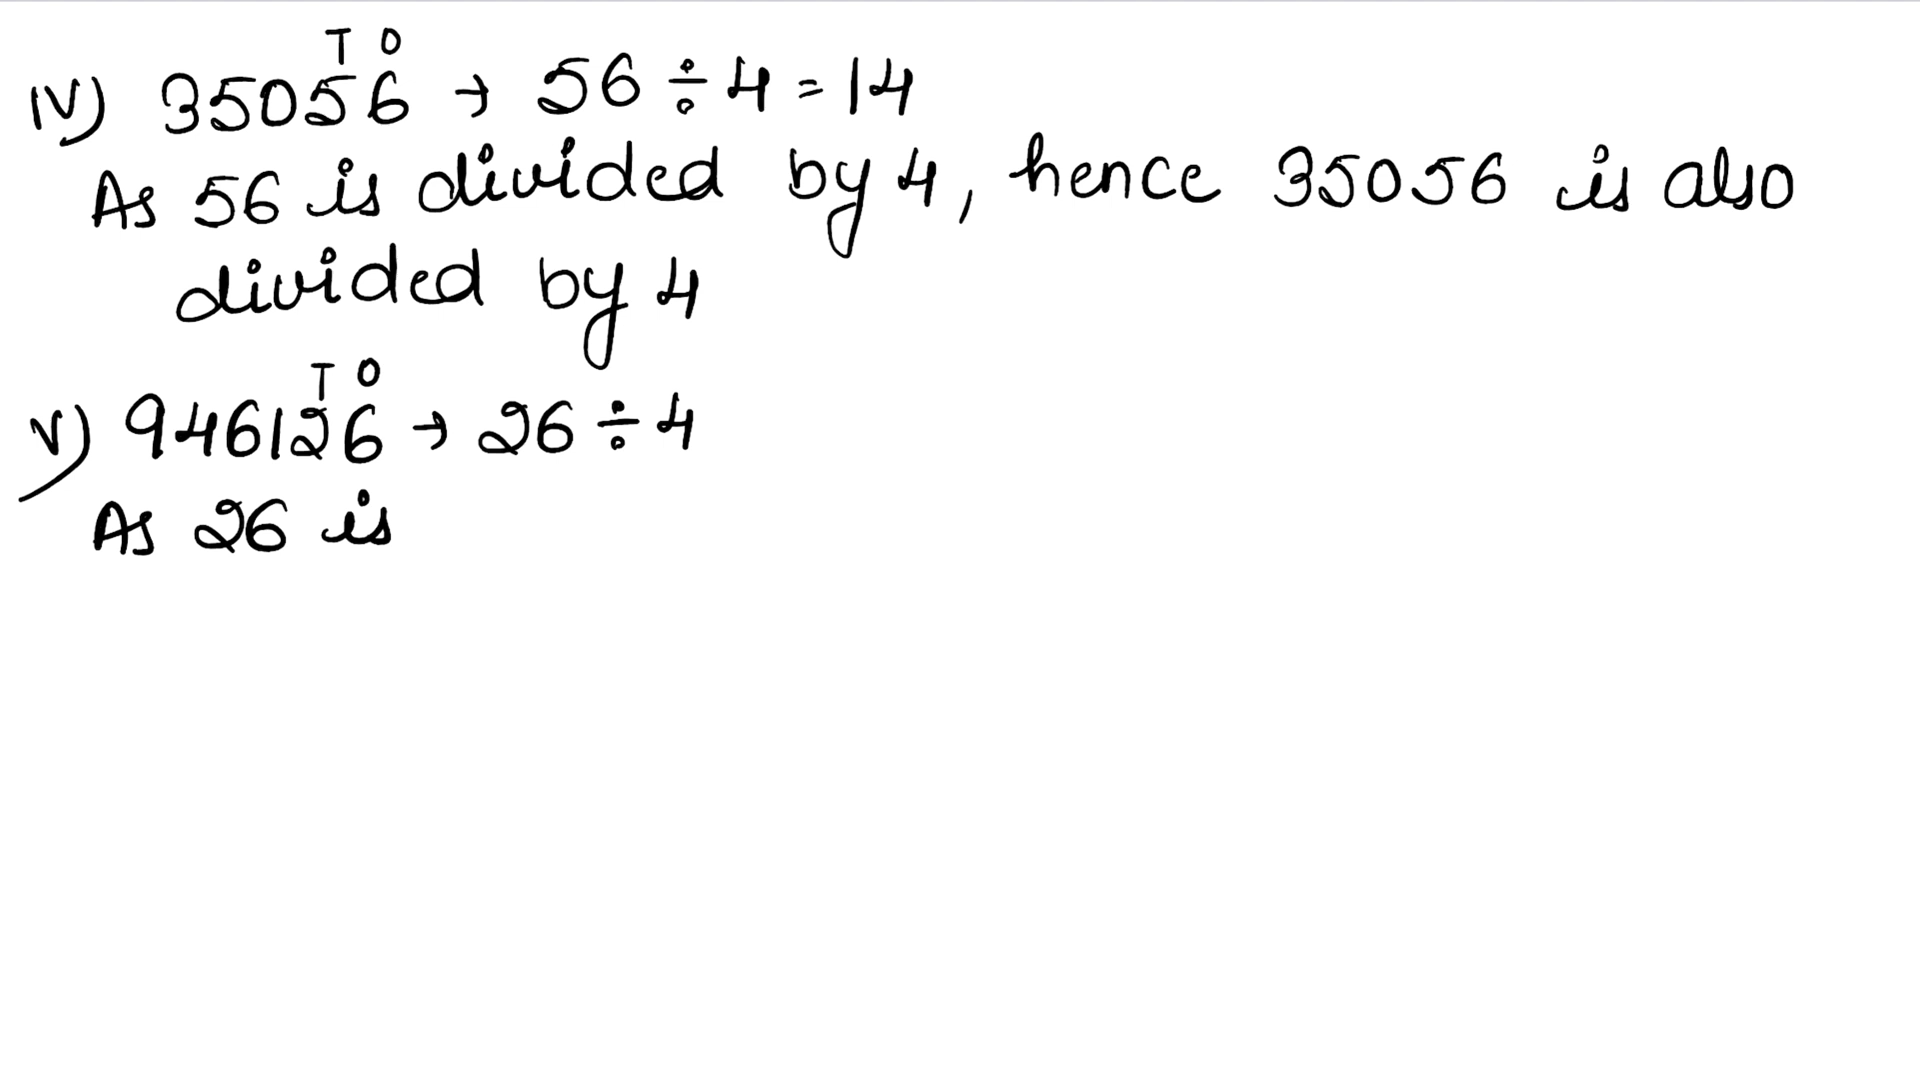 T O
IV) 35056 → 56 ÷ 4 = 14
As 56 is divided by 4, hence 35056 is also
divided by 4
T O
V) 946126 → 26 ÷ 4
As 26 is